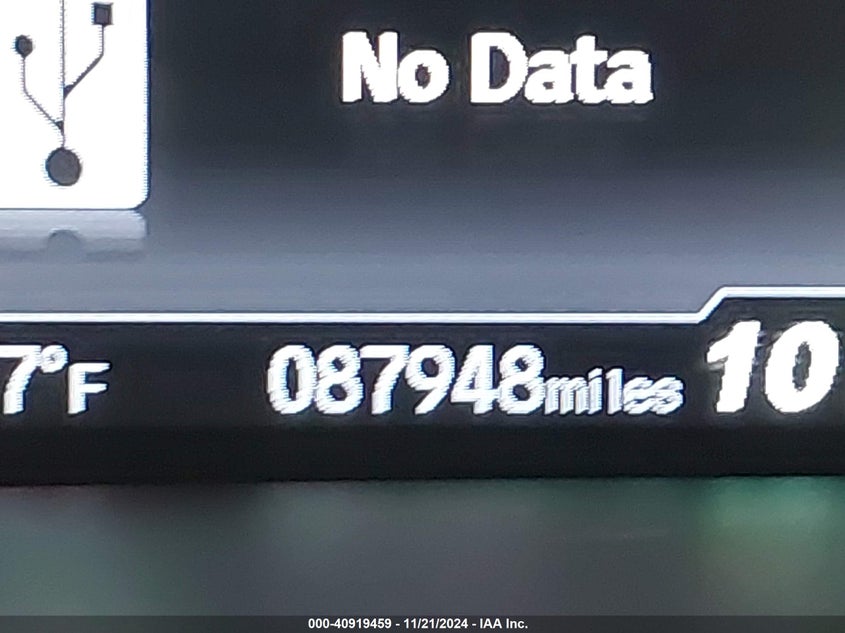 No Data
7°F 087948miles 10
000-40919459 - 11/21/2024 - IAA Inc.